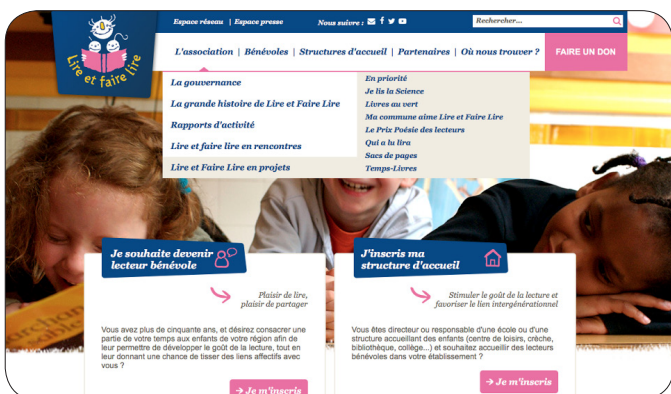 Espace réseau | Espace presse
Nous suivre :
Rechercher...
Lire et faire lire
L'association | Bénévoles | Structures d'accueil | Partenaires | Où nous trouver ?
FAIRE UN DON
La gouvernance
La grande histoire de Lire et Faire Lire
Rapports d'activité
Lire et faire lire en rencontres
Lire et Faire Lire en projets
En priorité
Je lis la Science
Livres au vert
Ma commune aime Lire et Faire Lire
Le Prix Poésie des lecteurs
Qui a lu lira
Sacs de pages
Temps-Livres
Je souhaite devenir
lecteur bénévole
Plaisir de lire,
plaisir de partager
Vous avez plus de cinquante ans, et désirez consacrer une
partie de votre temps aux enfants de votre région afin de
leur permettre de développer le goût de la lecture, tout en
leur donnant une chance de tisser des liens affectifs avec
vous ?
→ Je m'inscris
J'inscris ma
structure d'accueil
Stimuler le goût de la lecture et
favoriser le lien intergénérationnel
Vous êtes directeur ou responsable d'une école ou d'une
structure accueillant des enfants (centre de loisirs, crèche,
bibliothèque, collège...) et souhaitez accueillir des lecteurs
bénévoles dans votre établissement ?
→ Je m'inscris